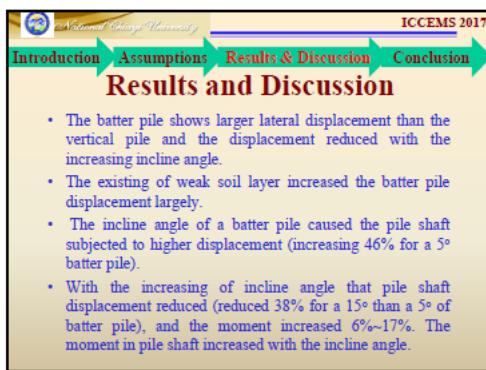 National Chiayi University
ICCEMS 2017
Introduction Assumptions Results & Discussion Conclusion
Results and Discussion
• The batter pile shows larger lateral displacement than the
vertical pile and the displacement reduced with the
increasing incline angle.
• The existing of weak soil layer increased the batter pile
displacement largely.
• The incline angle of a batter pile caused the pile shaft
subjected to higher displacement (increasing 46% for a 5°
batter pile).
• With the increasing of incline angle that pile shaft
displacement reduced (reduced 38% for a 15° than a 5° of
batter pile), and the moment increased 6%~17%. The
moment in pile shaft increased with the incline angle.